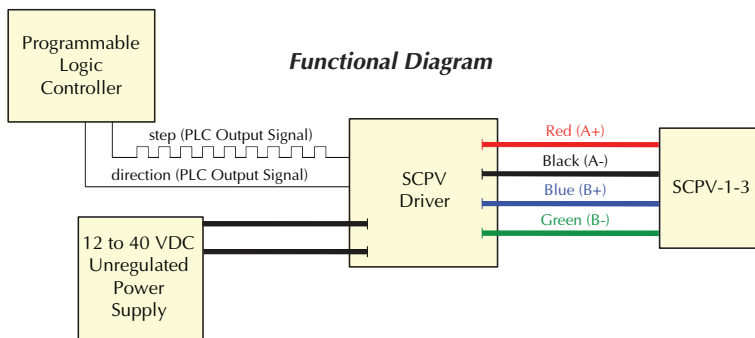 Programmable
Logic
Controller
Functional Diagram
step (PLC Output Signal)
direction (PLC Output Signal)
SCPV
Driver
Red (A+)
Black (A-)
Blue (B+)
Green (B-)
SCPV-1-3
12 to 40 VDC
Unregulated
Power
Supply